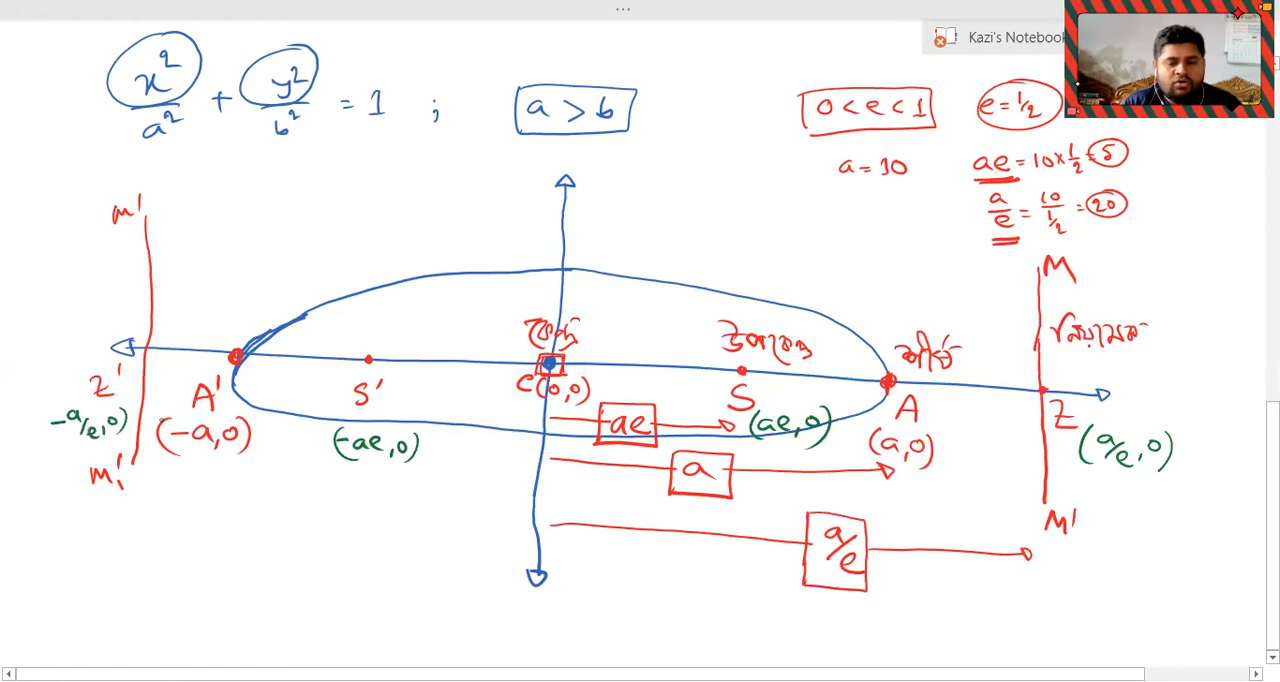 Kazi's Notebook
x²/a² + y²/b² = 1 ; a > b
0 < e < 1 e = 1/2
a = 10
ae = 10 × 1/2 = 5
a/e = 10/1/2 = 20
m'
M
কেন্দ্র উপকেন্দ্র শীর্ষ নিয়ামক
Z' A' S' C(0,0) S A Z
-a/e, 0) (-a,0) (-ae,0) ae (ae,0) (a,0) (a/e, 0)
a
M'
a/e